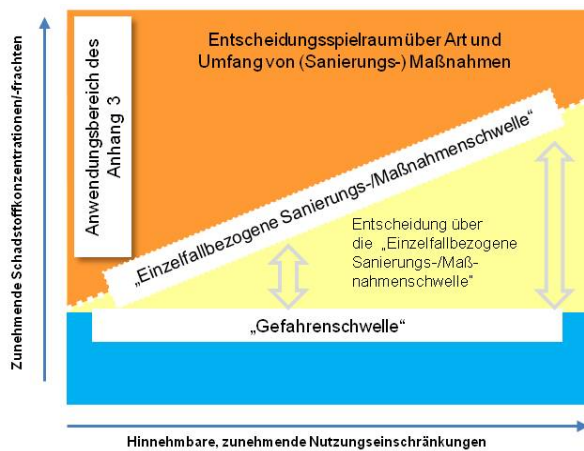 Zunehmende Schadstoffkonzentrationen/-frachten
Anwendungsbereich des
Anhang 3
Entscheidungsspielraum über Art und
Umfang von (Sanierungs-) Maßnahmen
„Einzelfallbezogene Sanierungs-/Maßnahmenschwelle“
Entscheidung über
die „Einzelfallbezogene
Sanierungs-/Maß-
nahmenschwelle“
„Gefahrenschwelle“
Hinnehmbare, zunehmende Nutzungseinschränkungen